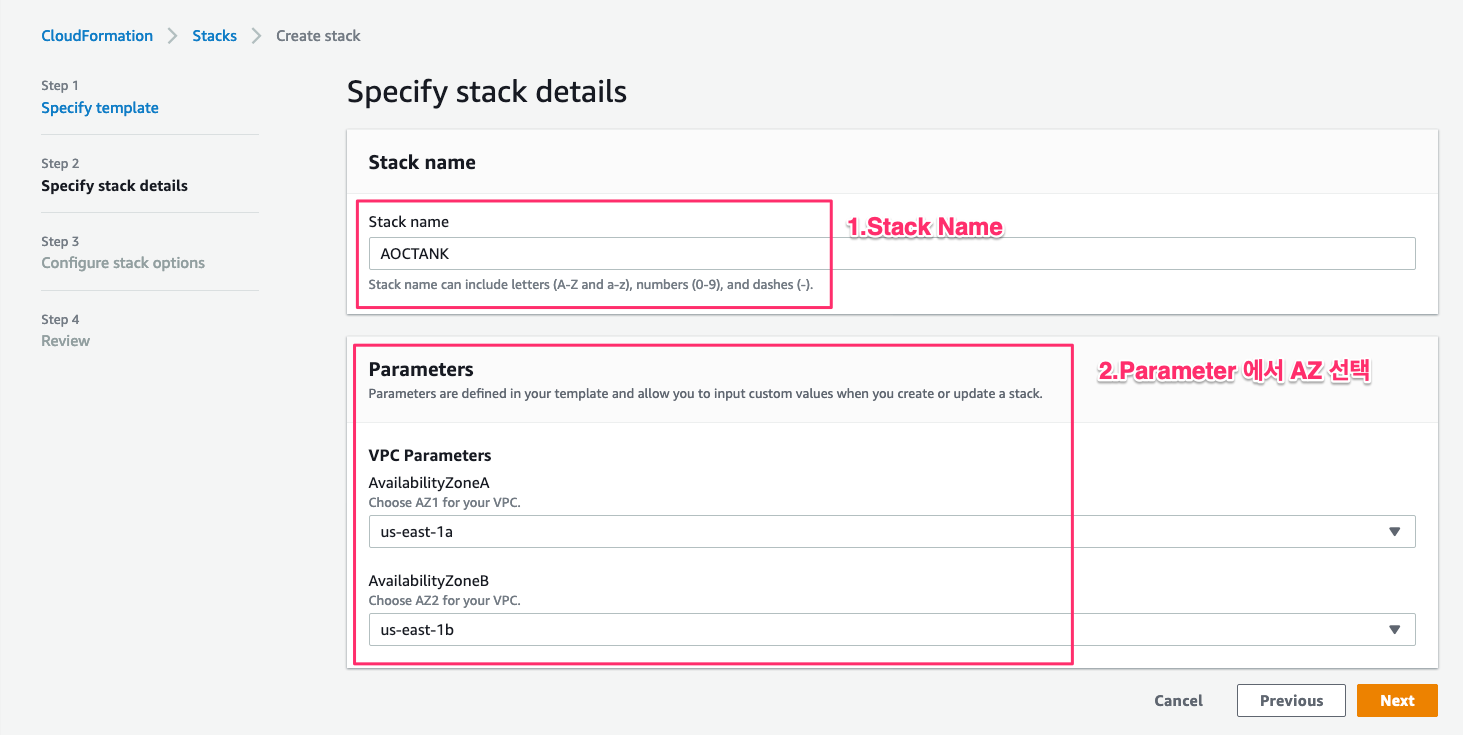 CloudFormation > Stacks > Create stack
Step 1
Specify template
Step 2
Specify stack details
Step 3
Configure stack options
Step 4
Review
Specify stack details
Stack name
Stack name
1.Stack Name
AOCTANK
Stack name can include letters (A-Z and a-z), numbers (0-9), and dashes (-).
Parameters
2.Parameter 에서 AZ 선택
Parameters are defined in your template and allow you to input custom values when you create or update a stack.
VPC Parameters
AvailabilityZoneA
Choose AZ1 for your VPC.
us-east-1a
AvailabilityZoneB
Choose AZ2 for your VPC.
us-east-1b
Cancel
Previous
Next